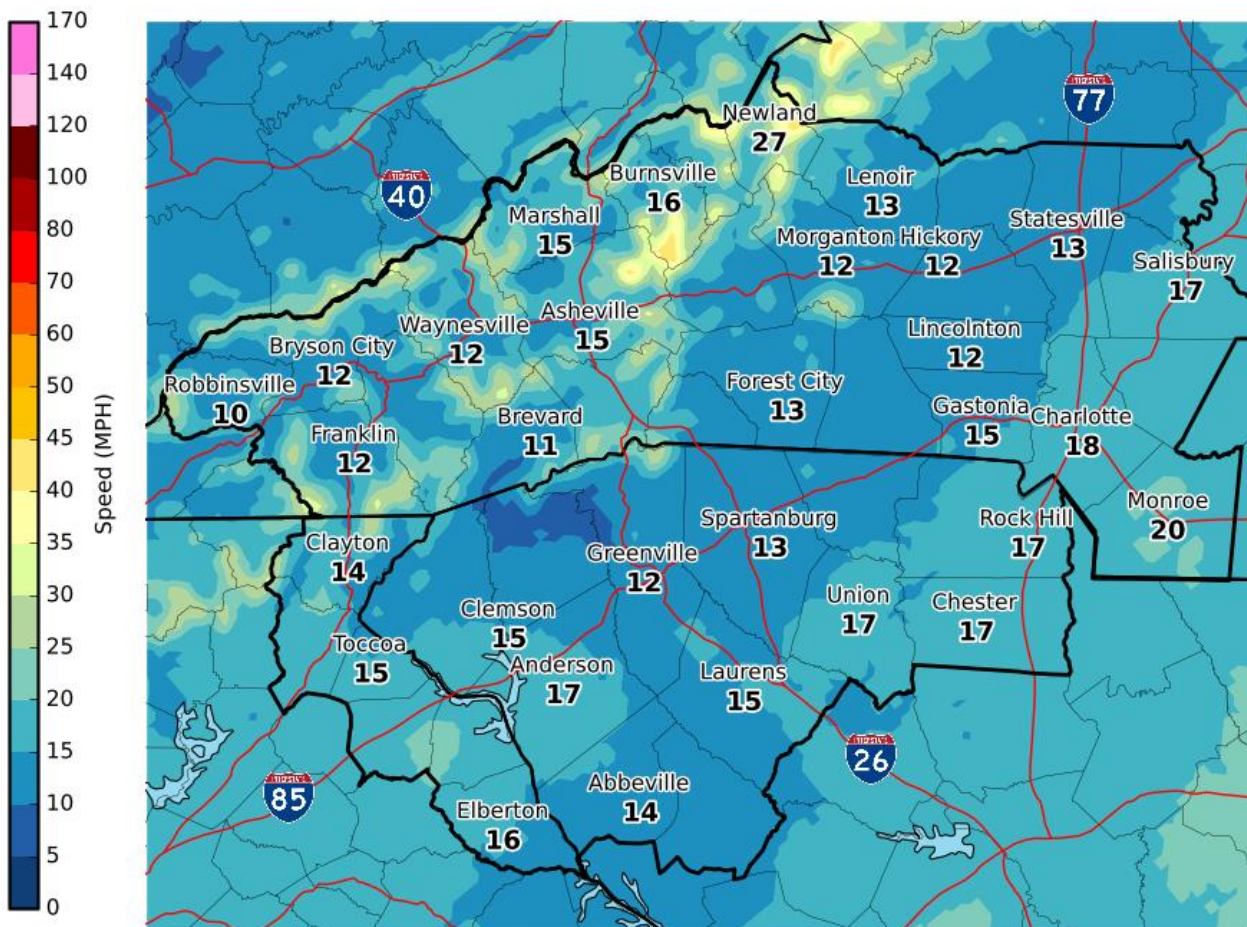 170
140
120
100
80
70
60
50
45
40
35
30
25
20
15
10
5
0
Speed (MPH)
77
Newland
27
Burnsville
16
Lenoir
13
40
Marshall
15
Statesville
13
Morganton Hickory
12 12
Salisbury
17
Asheville
15
Waynesville
12
Lincolnton
12
Bryson City
12
Robbinsville
10
Forest City
13
Brevard
11
Gastonia
15
Charlotte
18
Franklin
12
Monroe
20
Spartanburg
13
Rock Hill
17
Clayton
14
Greenville
12
Union
17
Chester
17
Clemson
15
Toccoa
15
Anderson
17
Laurens
15
26
85
Abbeville
14
Elberton
16